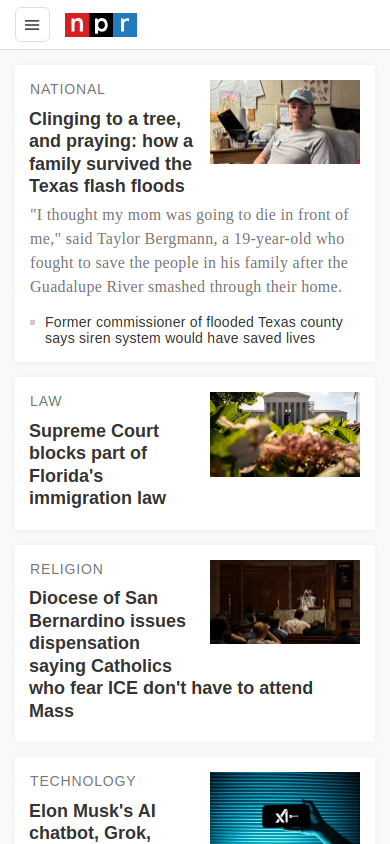 npr
NATIONAL
Clinging to a tree,
and praying: how a
family survived the
Texas flash floods
"I thought my mom was going to die in front of
me," said Taylor Bergmann, a 19-year-old who
fought to save the people in his family after the
Guadalupe River smashed through their home.
Former commissioner of flooded Texas county
says siren system would have saved lives
LAW
Supreme Court
blocks part of
Florida's
immigration law
RELIGION
Diocese of San
Bernardino issues
dispensation
saying Catholics
who fear ICE don't have to attend
Mass
TECHNOLOGY
Elon Musk's AI
chatbot, Grok,